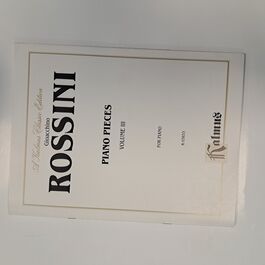 A Kalmus Classic Edition
Gioacchino
ROSSINI
PIANO PIECES
VOLUME III
FOR PIANO
Kalmus